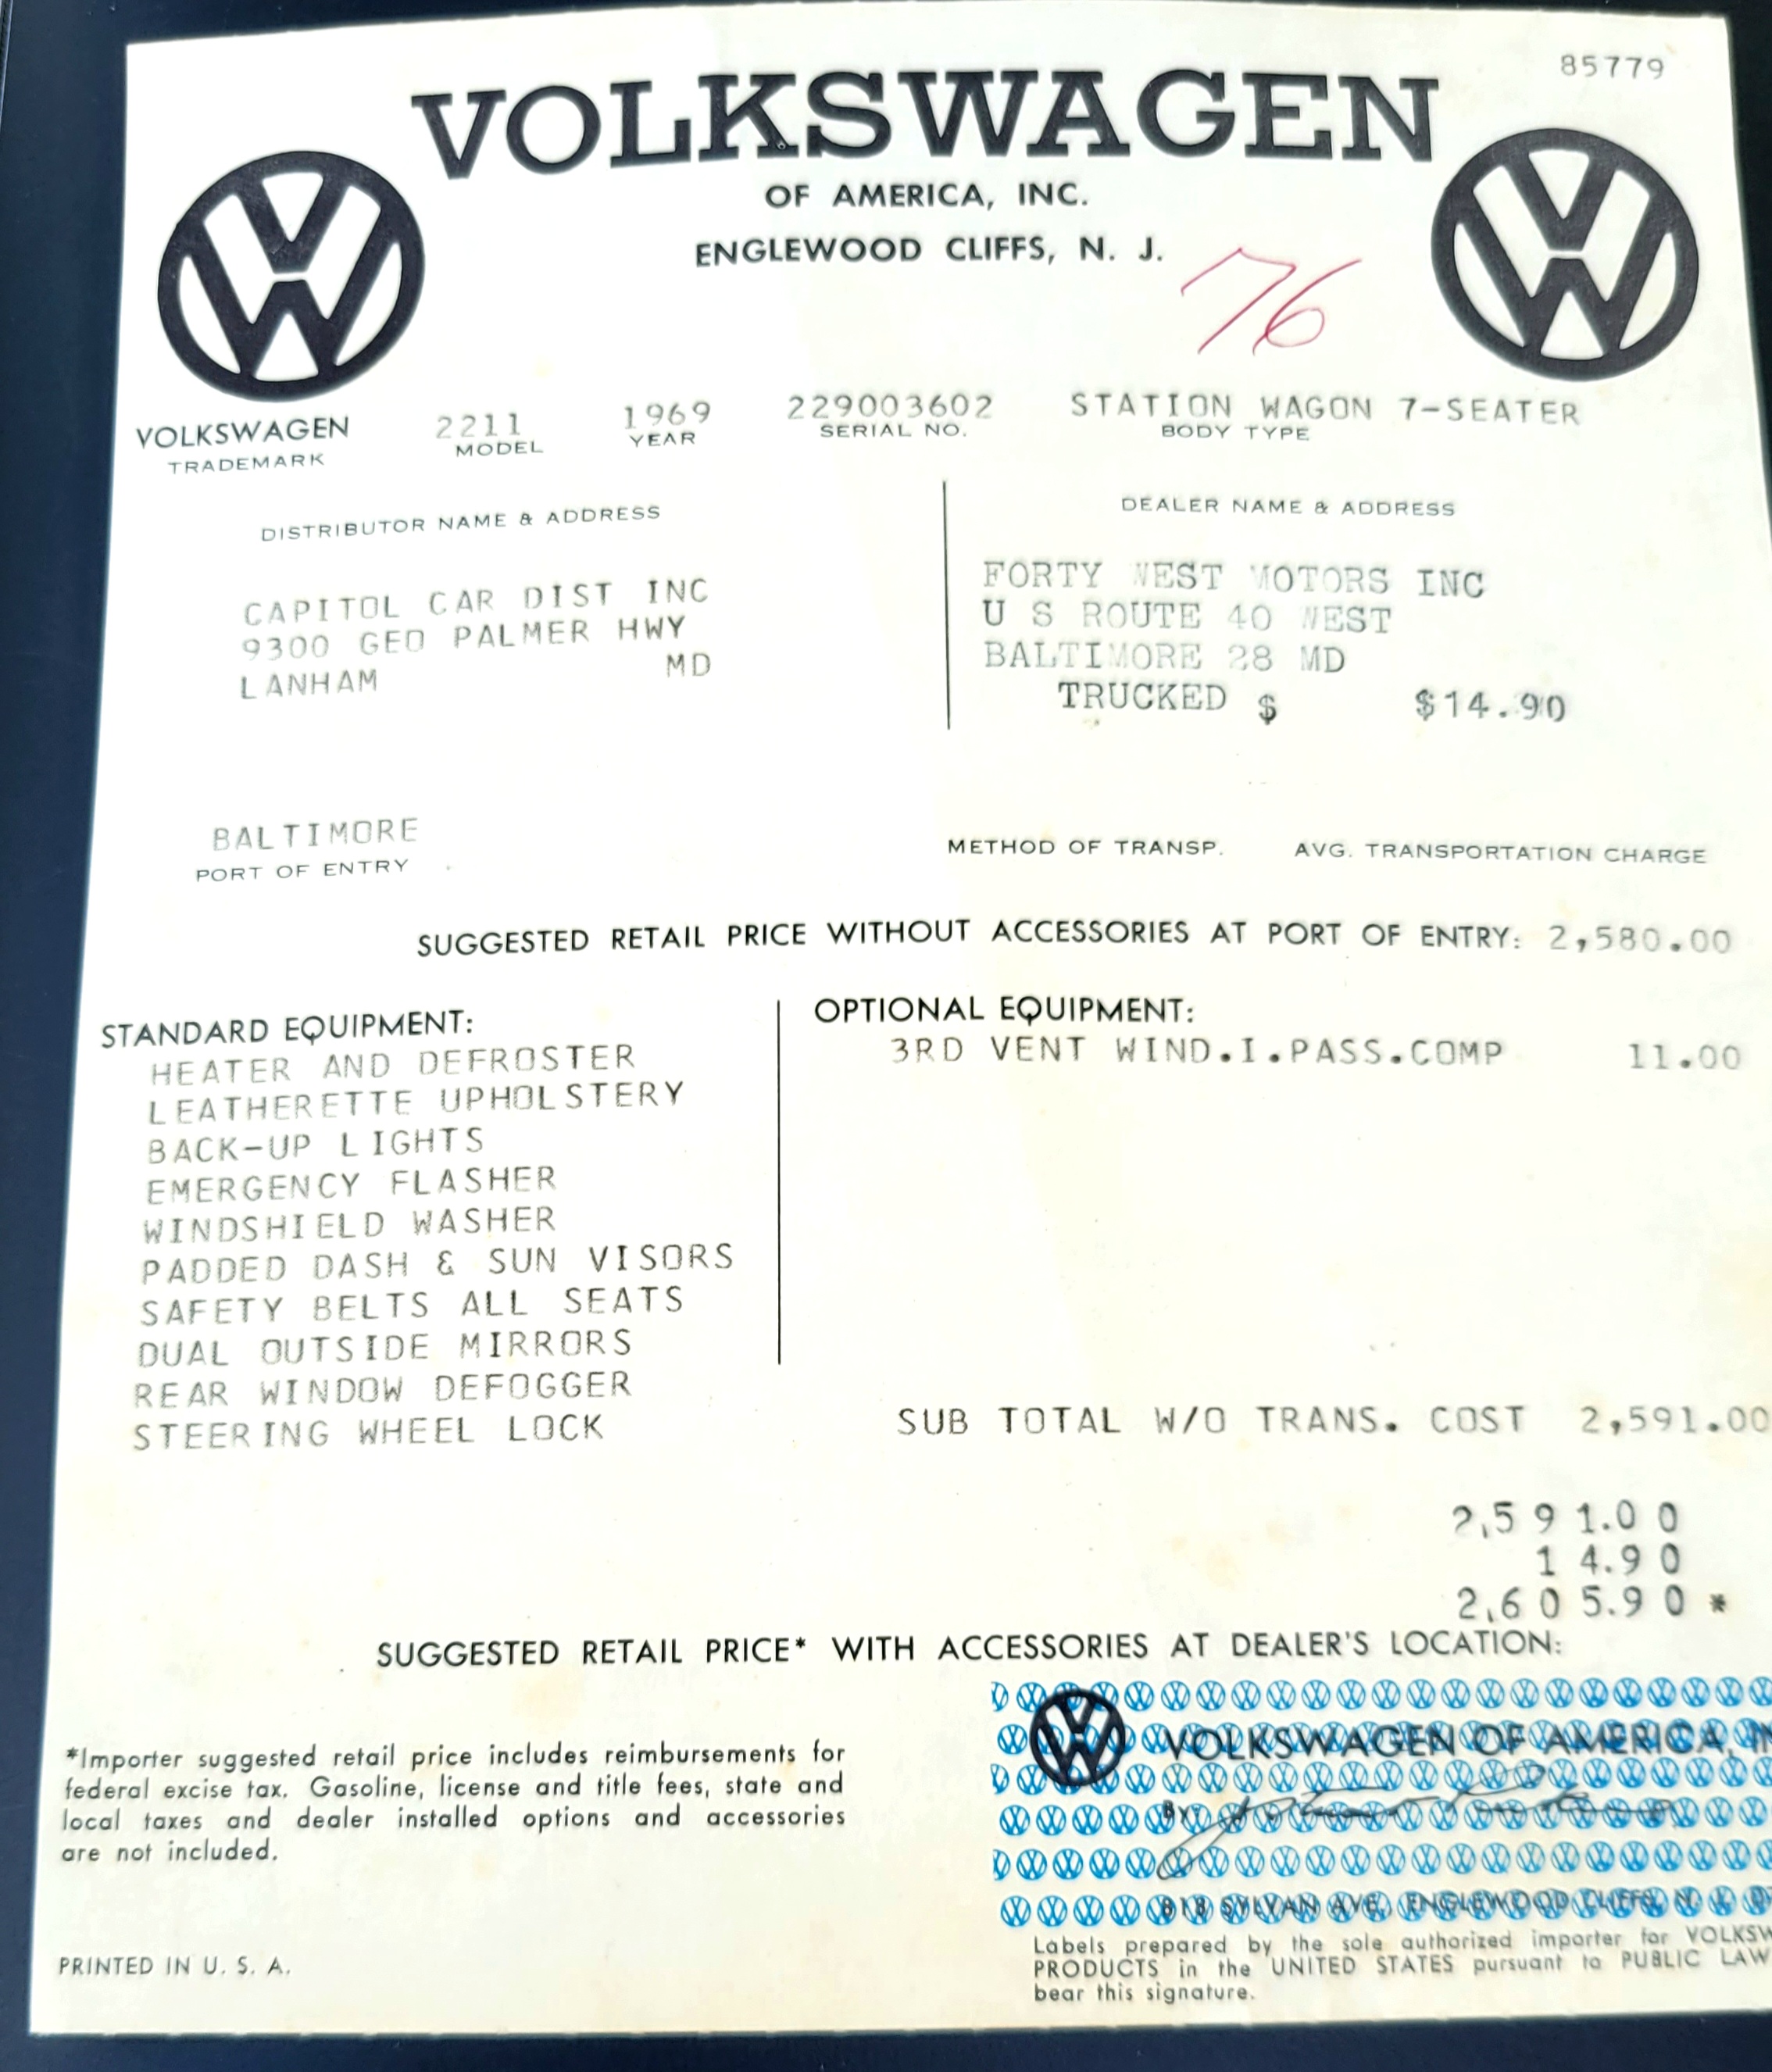 85779
VOLKSWAGEN
OF AMERICA, INC.
ENGLEWOOD CLIFFS, N. J.
76
VOLKSWAGEN 2211 1969 229003602 STATION WAGON 7-SEATER
TRADEMARK MODEL YEAR SERIAL NO. BODY TYPE
DISTRIBUTOR NAME & ADDRESS
CAPITOL CAR DIST INC
9300 GEO PALMER HWY
LANHAM MD
DEALER NAME & ADDRESS
FORTY WEST MOTORS INC
U S ROUTE 40 WEST
BALTIMORE 28 MD
TRUCKED $ $14.90
BALTIMORE
PORT OF ENTRY
METHOD OF TRANSP. AVG. TRANSPORTATION CHARGE
SUGGESTED RETAIL PRICE WITHOUT ACCESSORIES AT PORT OF ENTRY: 2,580.00
STANDARD EQUIPMENT:
HEATER AND DEFROSTER
LEATHERETTE UPHOLSTERY
BACK-UP LIGHTS
EMERGENCY FLASHER
WINDSHIELD WASHER
PADDED DASH & SUN VISORS
SAFETY BELTS ALL SEATS
DUAL OUTSIDE MIRRORS
REAR WINDOW DEFOGGER
STEERING WHEEL LOCK
OPTIONAL EQUIPMENT:
3RD VENT WIND.I.PASS.COMP 11.00
SUB TOTAL W/O TRANS. COST 2,591.00
2,591.00
14.90
2,605.90 *
SUGGESTED RETAIL PRICE* WITH ACCESSORIES AT DEALER'S LOCATION:
*Importer suggested retail price includes reimbursements for
federal excise tax. Gasoline, license and title fees, state and
local taxes and dealer installed options and accessories
are not included.
PRINTED IN U. S. A.
VOLKSWAGEN OF AMERICA, IN
By:
818 SYLVAN AVE., ENGLEWOOD CLIFFS, N. J.
Labels prepared by the sole authorized importer for VOLKSW
PRODUCTS in the UNITED STATES pursuant to PUBLIC LAW
bear this signature.